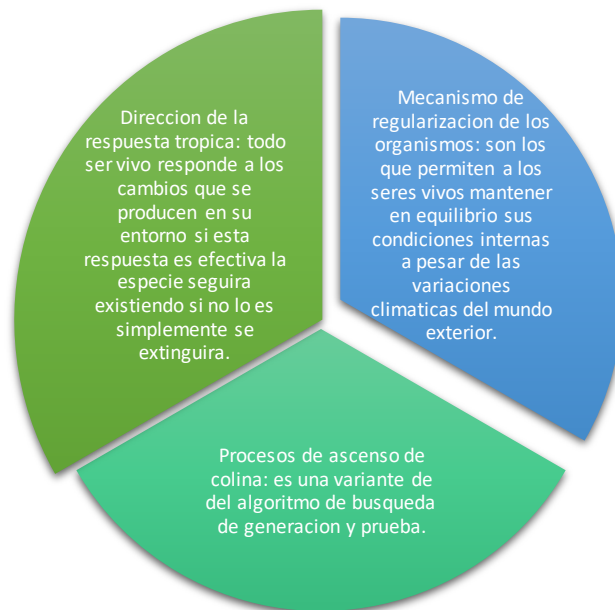 Direccion de la
respuesta tropica: todo
ser vivo responde a los
cambios que se
producen en su
entorno si esta
respuesta es efectiva la
especie seguira
existiendo si no lo es
simplemente se
extinguira.
Mecanismo de
regularizacion de los
organismos: son los
que permiten a los
seres vivos mantener
en equilibrio sus
condiciones internas
a pesar de las
variaciones
climaticas del mundo
exterior.
Procesos de ascenso de
colina: es una variante de
del algoritmo de busqueda
de generacion y prueba.